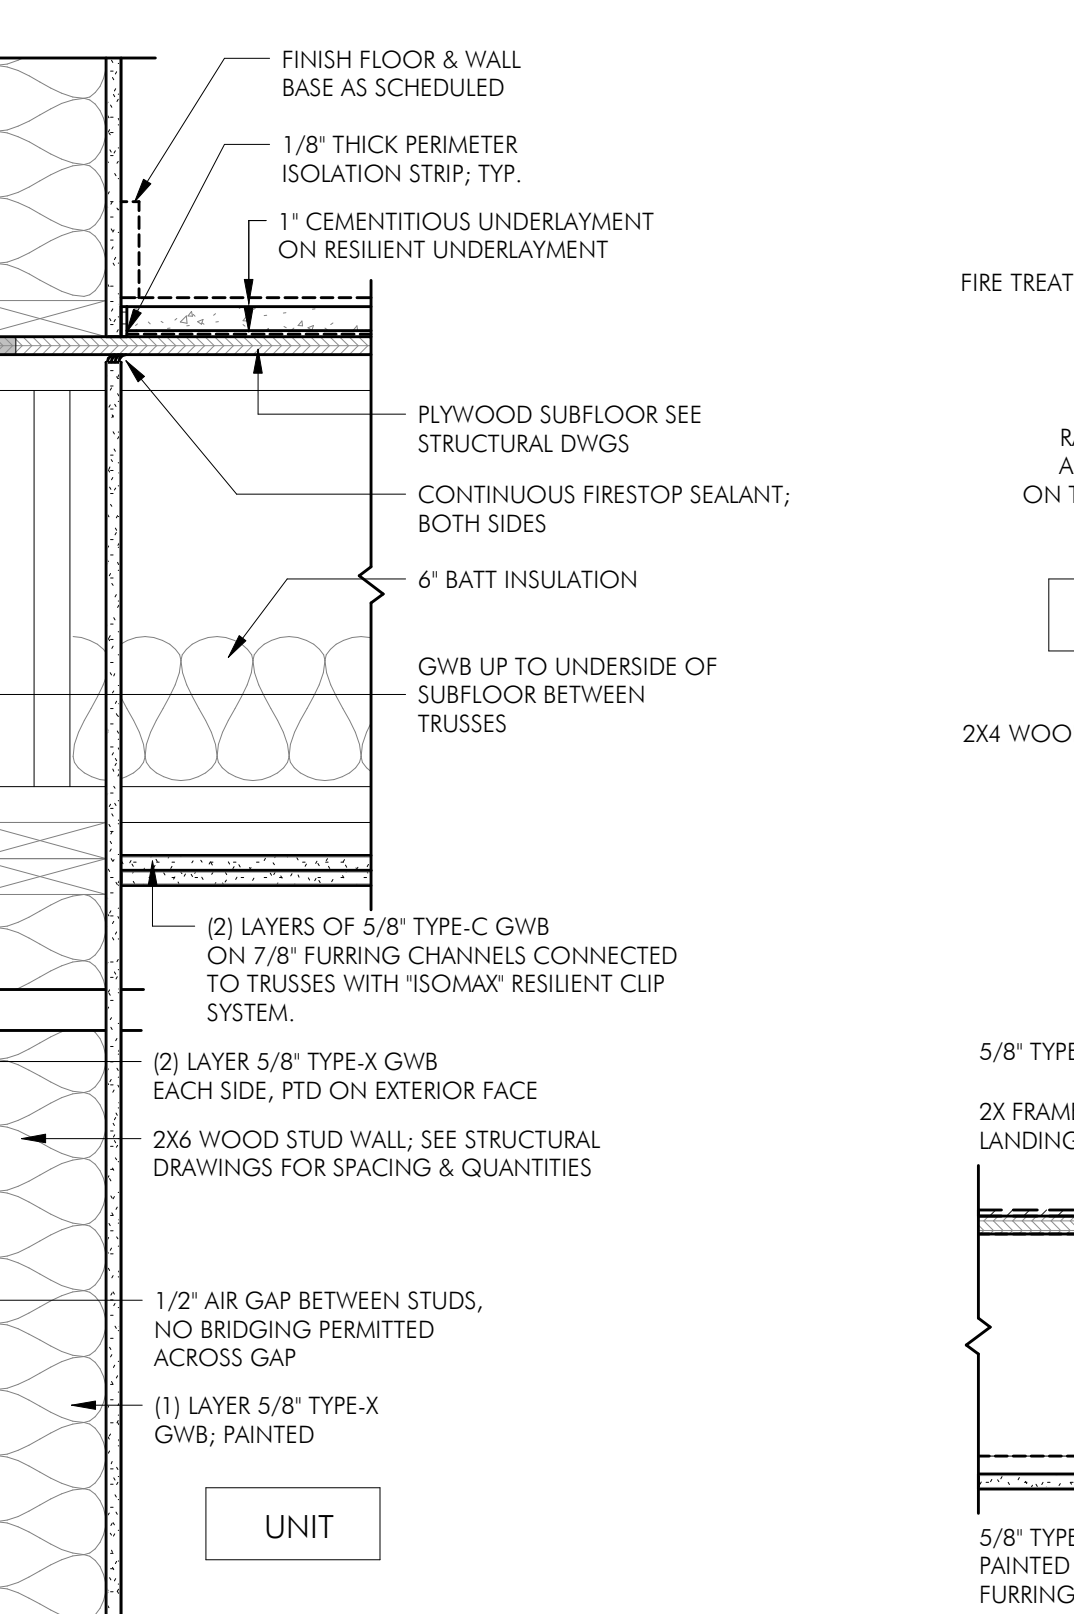 FINISH FLOOR & WALL
BASE AS SCHEDULED
1/8" THICK PERIMETER
ISOLATION STRIP; TYP.
1" CEMENTITIOUS UNDERLAYMENT
ON RESILIENT UNDERLAYMENT
PLYWOOD SUBFLOOR SEE
STRUCTURAL DWGS
CONTINUOUS FIRESTOP SEALANT;
BOTH SIDES
6" BATT INSULATION
GWB UP TO UNDERSIDE OF
SUBFLOOR BETWEEN
TRUSSES
(2) LAYERS OF 5/8" TYPE-C GWB
ON 7/8" FURRING CHANNELS CONNECTED
TO TRUSSES WITH "ISOMAX" RESILIENT CLIP
SYSTEM.
(2) LAYER 5/8" TYPE-X GWB
EACH SIDE, PTD ON EXTERIOR FACE
2X6 WOOD STUD WALL; SEE STRUCTURAL
DRAWINGS FOR SPACING & QUANTITIES
1/2" AIR GAP BETWEEN STUDS,
NO BRIDGING PERMITTED
ACROSS GAP
(1) LAYER 5/8" TYPE-X
GWB; PAINTED
UNIT
FIRE TREAT
RA
A
ON T
2X4 WOO
5/8" TYPE
2X FRAMI
LANDING
5/8" TYPE
PAINTED
FURRING